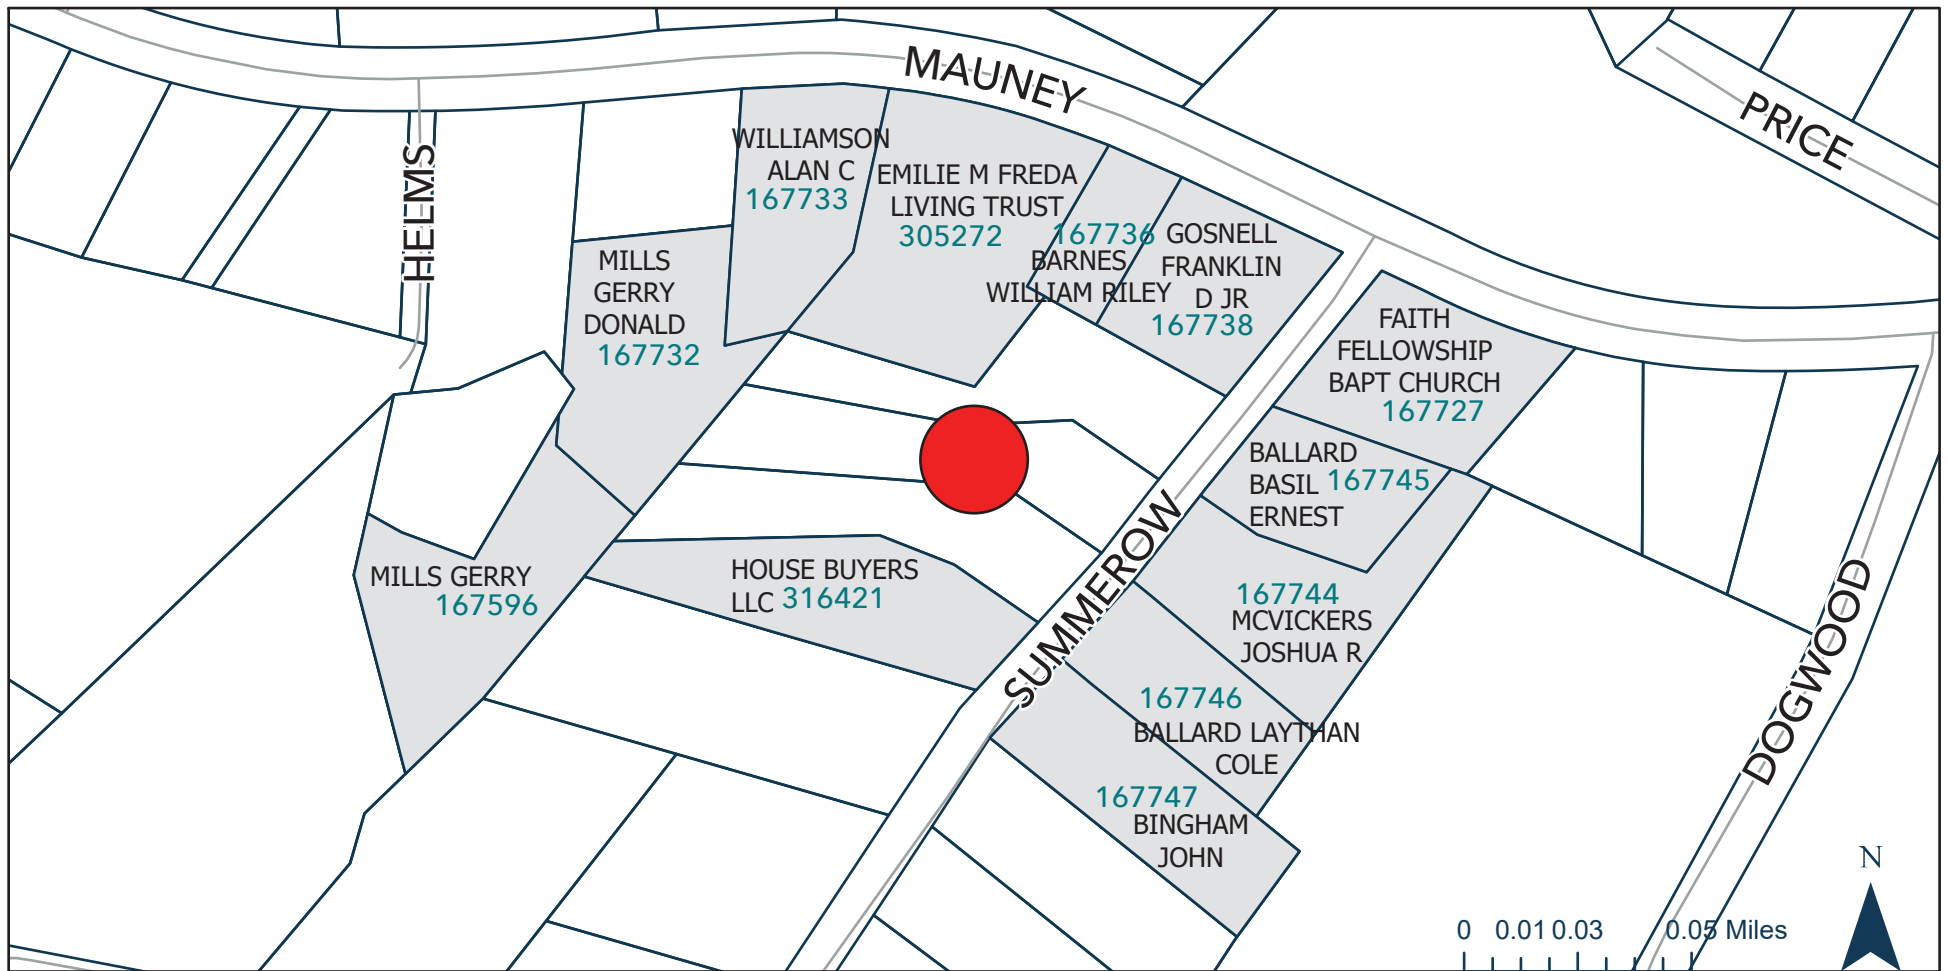 MAUNEY
PRICE
HELMS
WILLIAMSON
ALAN C
167733
EMILIE M FREDA
LIVING TRUST
305272
167736
BARNES
WILLIAM RILEY
GOSNELL
FRANKLIN
D JR
167738
MILLS
GERRY
DONALD
167732
FAITH
FELLOWSHIP
BAPT CHURCH
167727
BALLARD
BASIL 167745
ERNEST
MILLS GERRY
167596
HOUSE BUYERS
LLC 316421
SUMMEROW
167744
MCVICKERS
JOSHUA R
167746
BALLARD LAYTHAN
COLE
167747
BINGHAM
JOHN
DOGWOOD
N
0 0.01 0.03 0.05 Miles